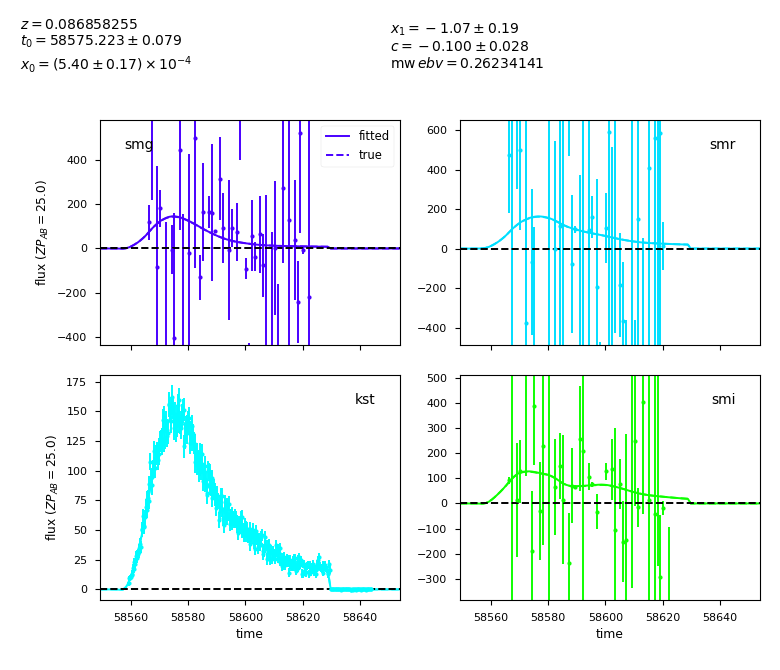 z = 0.086858255
t₀ = 58575.223 ± 0.079
x₀ = (5.40 ± 0.17) × 10⁻⁴
x₁ = −1.07 ± 0.19
c = −0.100 ± 0.028
mw ebv = 0.26234141
smg
fitted
true
400
200
0
−200
−400
flux (ZP_AB = 25.0)
smr
600
400
200
0
−200
−400
kst
175
150
125
100
75
50
25
0
flux (ZP_AB = 25.0)
58560 58580 58600 58620 58640
time
smi
500
400
300
200
100
0
−100
−200
−300
58560 58580 58600 58620 58640
time